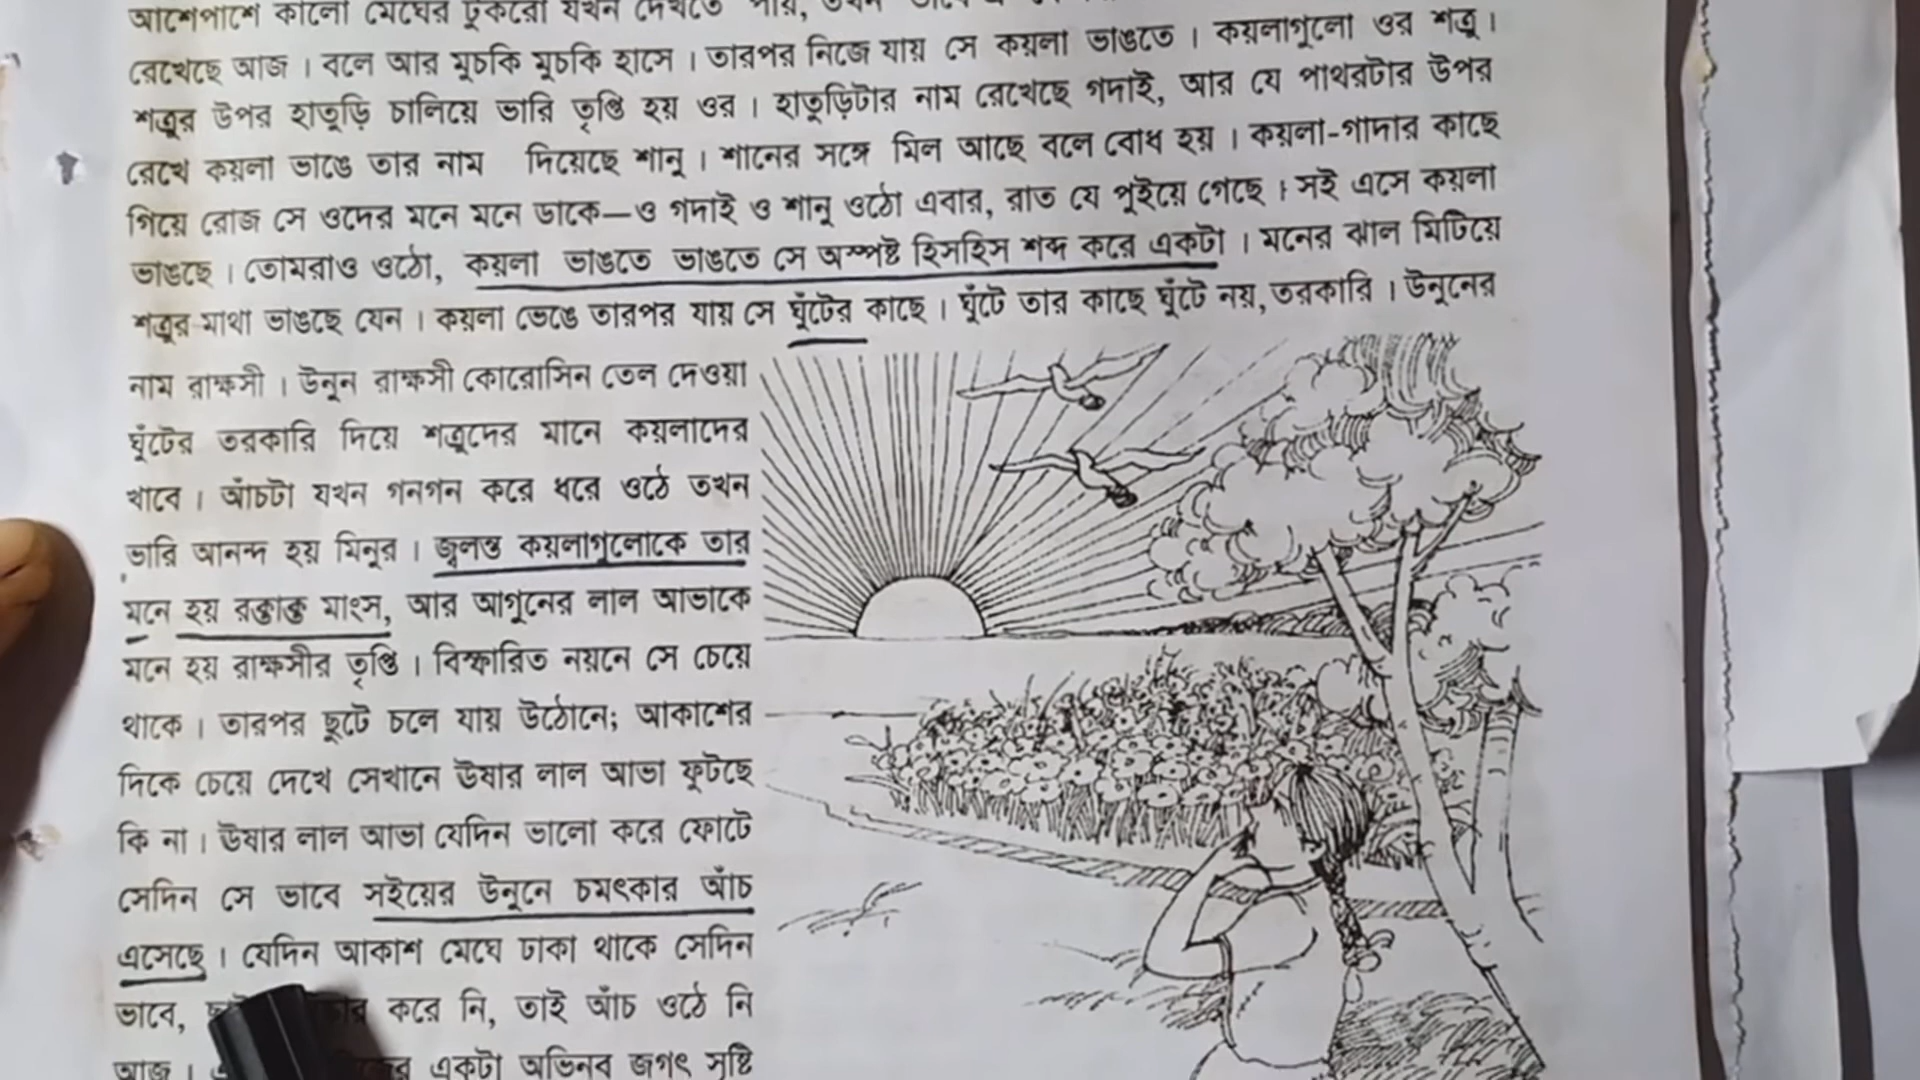 আশেপাশে কালো মেঘের টুকরো যখন দেখতে পায়, তখন
রেখেছে আজ । বলে আর মুচকি মুচকি হাসে । তারপর নিজে যায় সে কয়লা ভাঙতে । কয়লাগুলো ওর শত্রু ।
শত্রুর উপর হাতুড়ি চালিয়ে ভারি তৃপ্তি হয় ওর । হাতুড়িটার নাম রেখেছে গদাই, আর যে পাথরটার উপর
রেখে কয়লা ভাঙে তার নাম দিয়েছে শানু । শানের সঙ্গে মিল আছে বলে বোধ হয় । কয়লা-গাদার কাছে
গিয়ে রোজ সে ওদের মনে মনে ডাকে—ও গদাই ও শানু ওঠো এবার, রাত যে পুইয়ে গেছে । সই এসে কয়লা
ভাঙছে । তোমরাও ওঠো, কয়লা ভাঙতে ভাঙতে সে অস্পষ্ট হিসহিস শব্দ করে একটা । মনের ঝাল মিটিয়ে
শত্রুর মাথা ভাঙছে যেন । কয়লা ভেঙে তারপর যায় সে ঘুঁটের কাছে । ঘুঁটে তার কাছে ঘুঁটে নয়, তরকারি । উনুনের
নাম রাক্ষসী । উনুন রাক্ষসী কেরোসিন তেল দেওয়া
ঘুঁটের তরকারি দিয়ে শত্রুদের মানে কয়লাদের
খাবে । আঁচটা যখন গনগন করে ধরে ওঠে তখন
ভারি আনন্দ হয় মিনুর । জ্বলন্ত কয়লাগুলোকে তার
মনে হয় রক্তাক্ত মাংস, আর আগুনের লাল আভাকে
মনে হয় রাক্ষসীর তৃপ্তি । বিস্ফারিত নয়নে সে চেয়ে
থাকে । তারপর ছুটে চলে যায় উঠোনে; আকাশের
দিকে চেয়ে দেখে সেখানে ঊষার লাল আভা ফুটছে
কি না । ঊষার লাল আভা যেদিন ভালো করে ফোটে
সেদিন সে ভাবে সইয়ের উনুনে চমৎকার আঁচ
এসেছে । যেদিন আকাশ মেঘে ঢাকা থাকে সেদিন
ভাবে, করে নি, তাই আঁচ ওঠে নি
আজ । একটা অভিনব জগৎ সৃষ্টি